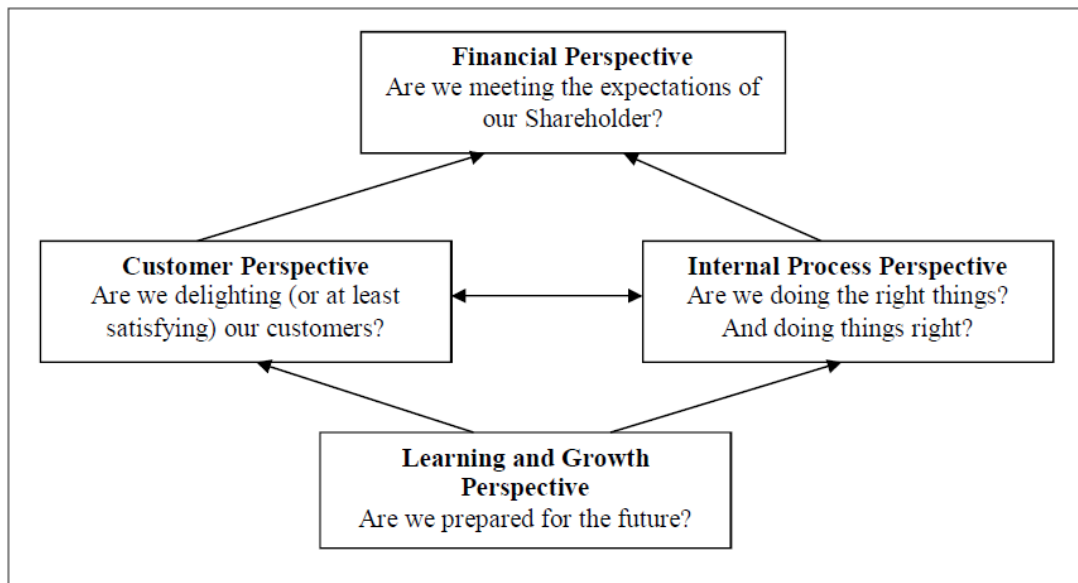 Financial Perspective
Are we meeting the expectations of
our Shareholder?
Customer Perspective
Are we delighting (or at least
satisfying) our customers?
Internal Process Perspective
Are we doing the right things?
And doing things right?
Learning and Growth
Perspective
Are we prepared for the future?